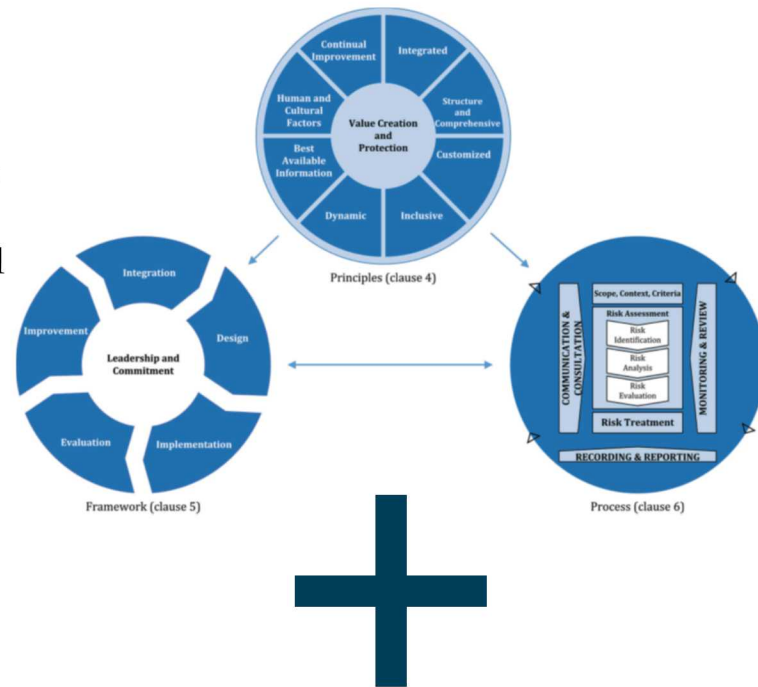 Continual
Improvement
Integrated
Human and
Cultural
Factors
Structure
and
Comprehensive
Value Creation
and
Protection
Best
Available
Information
Customized
Dynamic
Inclusive
Principles (clause 4)
Integration
Improvement
Design
Leadership and
Commitment
Evaluation
Implementation
Framework (clause 5)
Scope, Context, Criteria
Risk Assessment
Risk
Identification
Risk
Analysis
Risk
Evaluation
Risk Treatment
COMMUNICATION &
CONSULTATION
MONITORING & REVIEW
RECORDING & REPORTING
Process (clause 6)